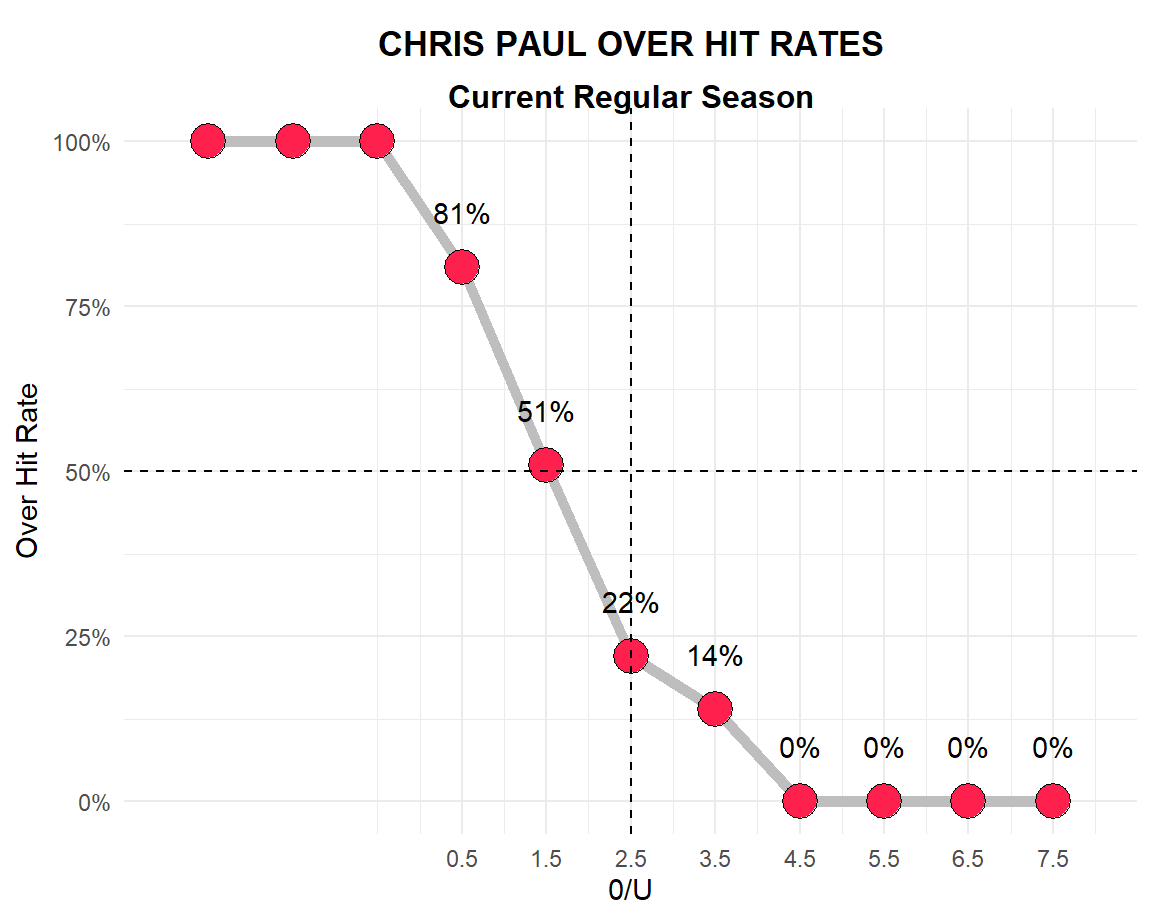 CHRIS PAUL OVER HIT RATES
Current Regular Season
Over Hit Rate
100%
75%
50%
25%
0%
81%
51%
22%
14%
0% 0% 0% 0%
0.5 1.5 2.5 3.5 4.5 5.5 6.5 7.5
0/U